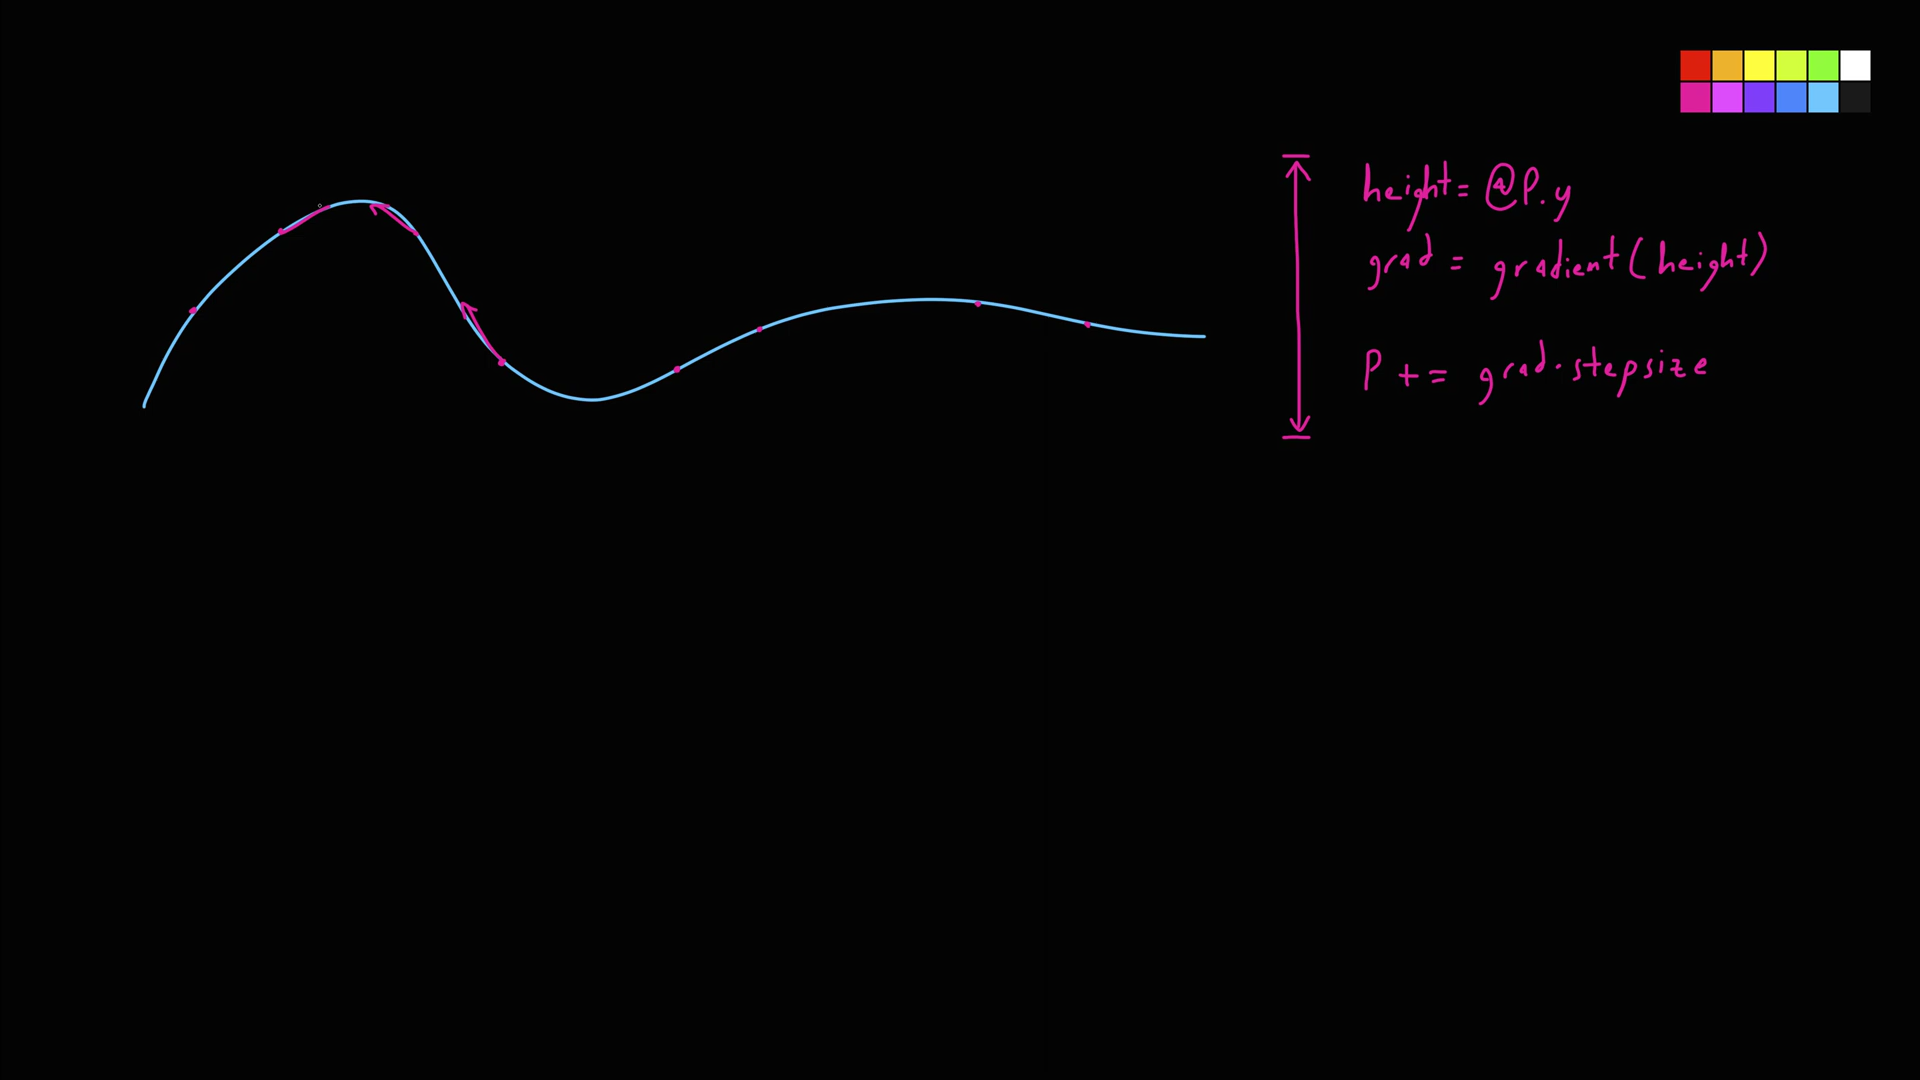 height = @P.y
grad = gradient(height)
P += grad · stepsize